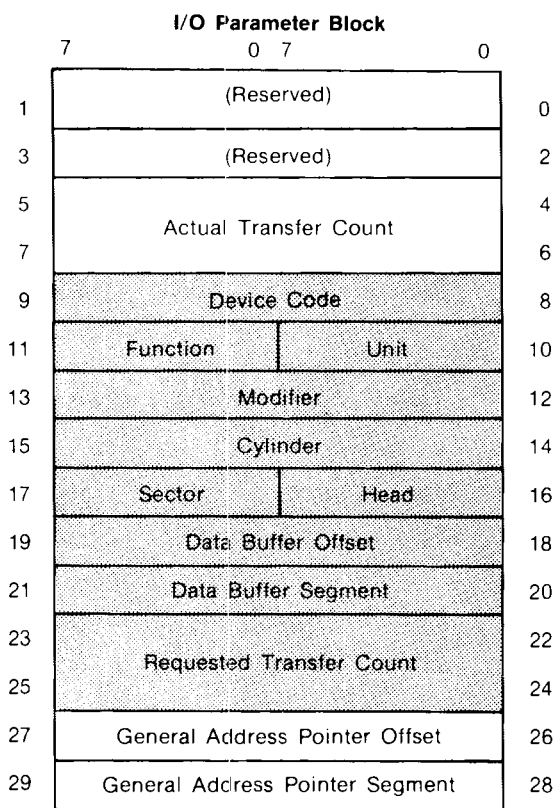 I/O Parameter Block
7 0 7 0
1 (Reserved) 0
3 (Reserved) 2
5 4
Actual Transfer Count
7 6
9 Device Code 8
11 Function Unit 10
13 Modifier 12
15 Cylinder 14
17 Sector Head 16
19 Data Buffer Offset 18
21 Data Buffer Segment 20
23 22
Requested Transfer Count
25 24
27 General Address Pointer Offset 26
29 General Address Pointer Segment 28